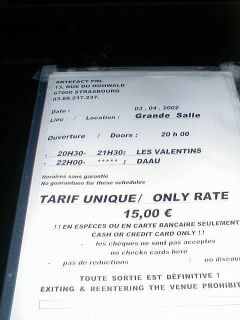 ARTEFACT PRL
13, RUE DU HOHWALD
67000 STRASBOURG
03.88.237.237.
Date : 03 . 04 . 2002
Lieu / Location : Grande Salle
Ouverture / Doors : 20 h 00
- 20H30- 21H30: LES VALENTINS
- 22H00- ***** : DAAU
Horaires sans garantie
No guarantee for these schedules
TARIF UNIQUE/ ONLY RATE
15,00 €
!! EN ESPÈCES OU EN CARTE BANCAIRE SEULEMENT
CASH OR CREDIT CARD ONLY !!
- les chèques ne sont pas acceptés
no checks cards here
- pas de reductions / no discou
TOUTE SORTIE EST DÉFINITIVE !
EXITING & REENTERING THE VENUE PROHIBIT